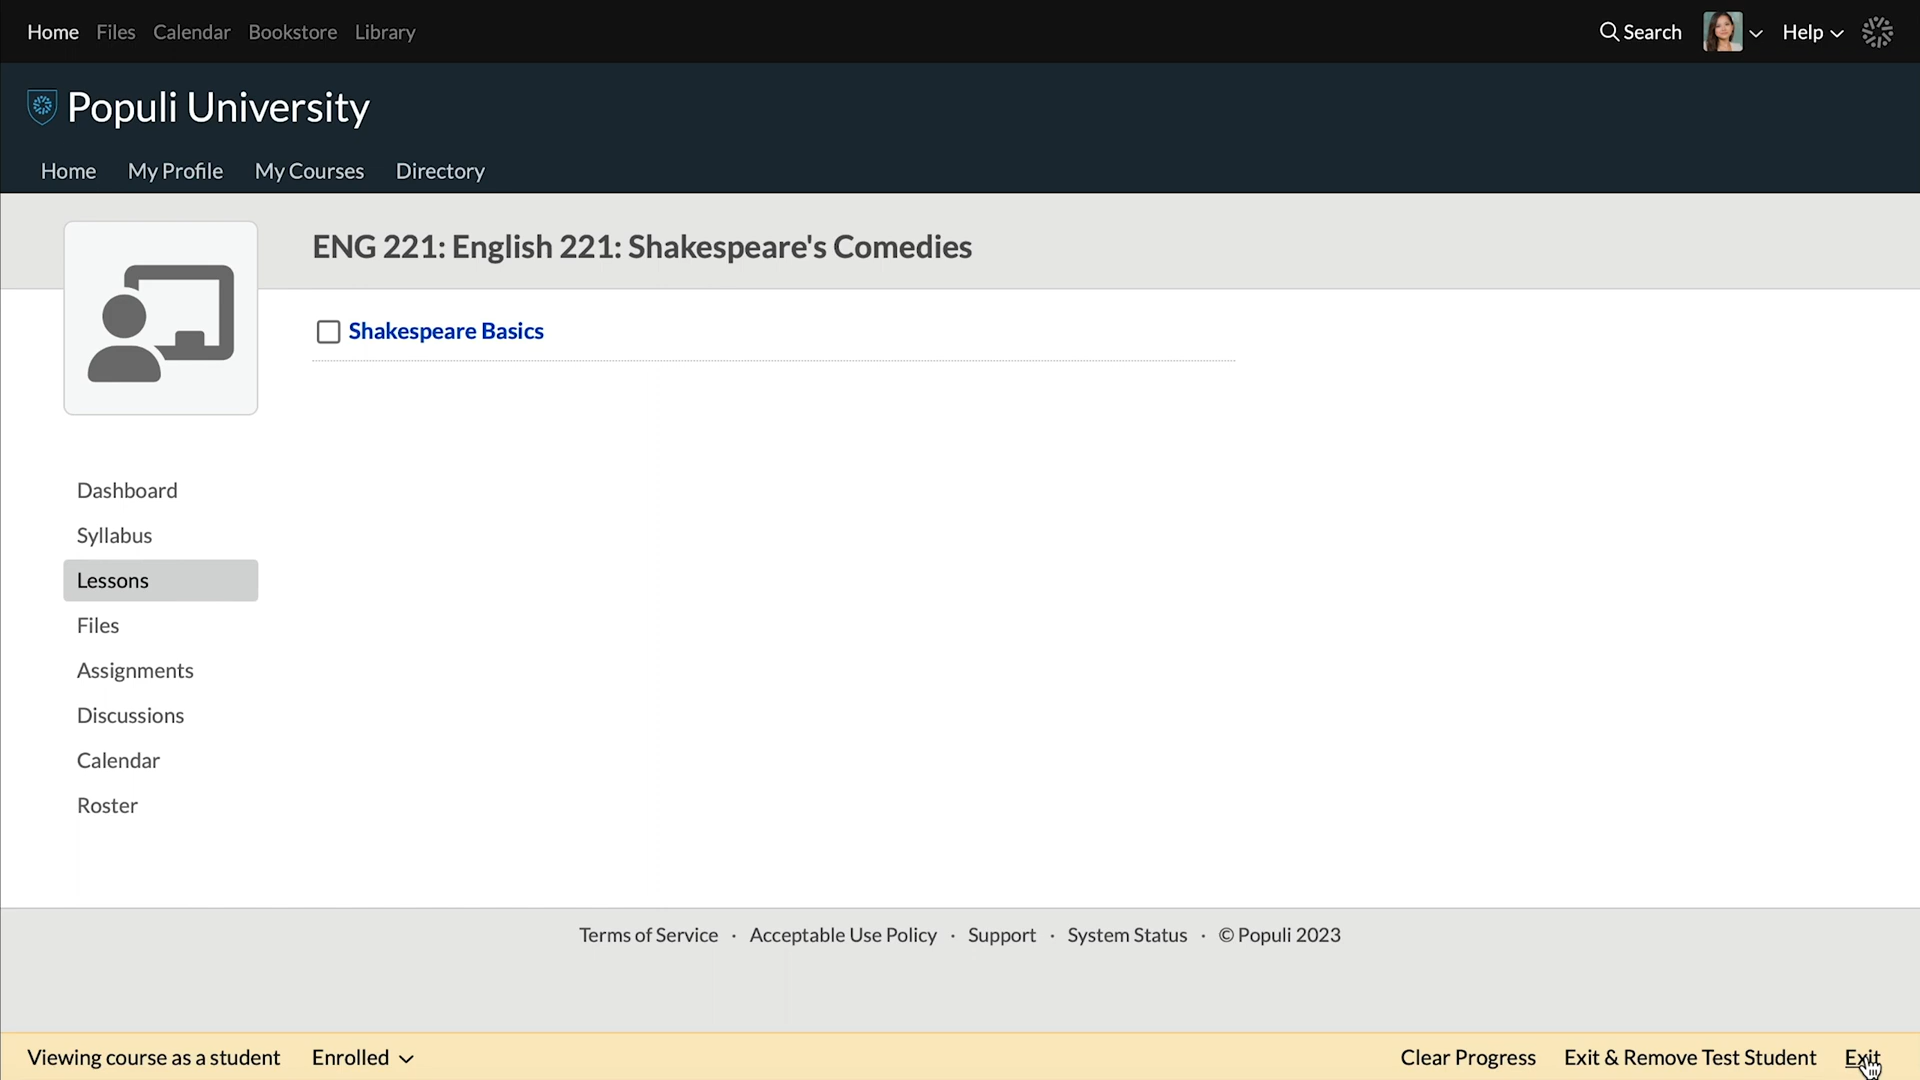 Home Files Calendar Bookstore Library Search Help
Populi University
Home My Profile My Courses Directory
ENG 221: English 221: Shakespeare's Comedies
Shakespeare Basics
Dashboard
Syllabus
Lessons
Files
Assignments
Discussions
Calendar
Roster
Terms of Service · Acceptable Use Policy · Support · System Status · © Populi 2023
Viewing course as a student Enrolled Clear Progress Exit & Remove Test Student Exit